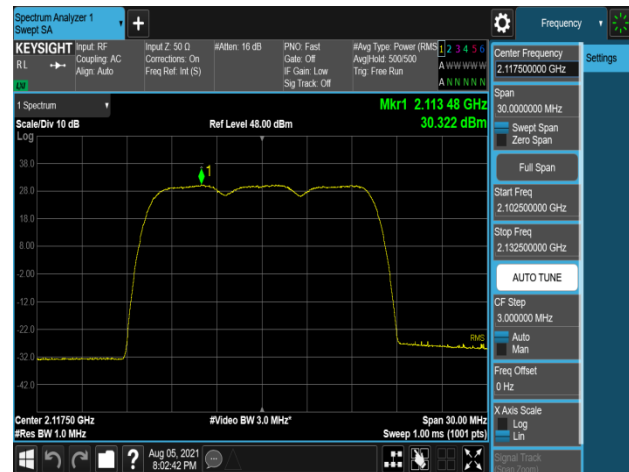 Spectrum Analyzer 1
Swept SA
+
Frequency
KEYSIGHT
RL
Input: RF
Coupling: AC
Align: Auto
Input Z: 50 Ω
Corrections: On
Freq Ref: Int (S)
#Atten: 16 dB
PNO: Fast
Gate: Off
IF Gain: Low
Sig Track: Off
#Avg Type: Power (RMS
Avg|Hold: 500/500
Trig: Free Run
1 2 3 4 5 6
A W W W W W
A N N N N N
1 Spectrum
Scale/Div 10 dB
Log
Ref Level 48.00 dBm
Mkr1 2.113 48 GHz
30.322 dBm
1
38.0
28.0
18.0
8.00
-2.00
-12.0
-22.0
-32.0
-42.0
RMS
Center 2.11750 GHz
#Res BW 1.0 MHz
#Video BW 3.0 MHz*
Span 30.00 MHz
Sweep 1.00 ms (1001 pts)
Aug 05, 2021
8:02:42 PM
?
Center Frequency
2.117500000 GHz
Span
30.0000000 MHz
Swept Span
Zero Span
Full Span
Start Freq
2.102500000 GHz
Stop Freq
2.132500000 GHz
AUTO TUNE
CF Step
3.000000 MHz
Auto
Man
Freq Offset
0 Hz
X Axis Scale
Log
Lin
Signal Track
(Span Zoom)
Settings